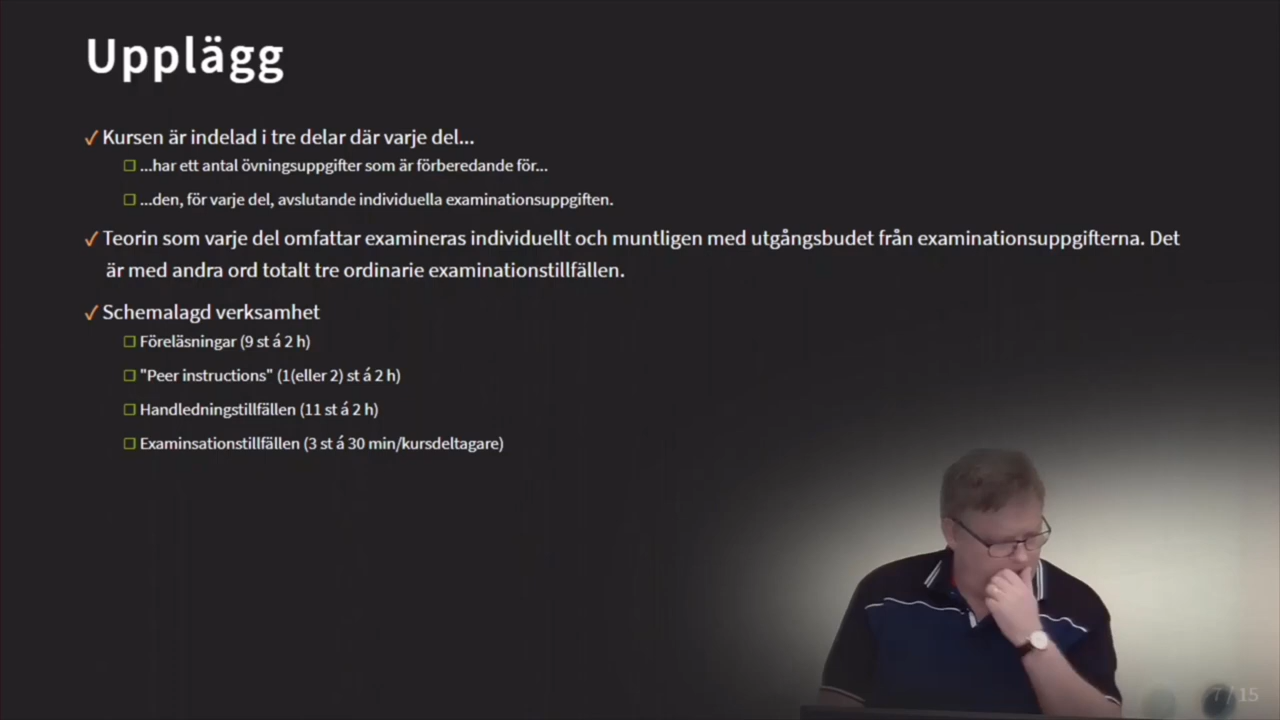 Upplägg
Kursen är indelad i tre delar där varje del...
...har ett antal övningsuppgifter som är förberedande för...
...den, för varje del, avslutande individuella examinationsuppgiften.
Teorin som varje del omfattar examineras individuellt och muntligen med utgångsbudet från examinationsuppgifterna. Det
är med andra ord totalt tre ordinarie examinationstillfällen.
Schemalagd verksamhet
Föreläsningar (9 st á 2 h)
"Peer instructions" (1(eller 2) st á 2 h)
Handledningstillfällen (11 st á 2 h)
Examinsationstillfällen (3 st á 30 min/kursdeltagare)
7 / 15